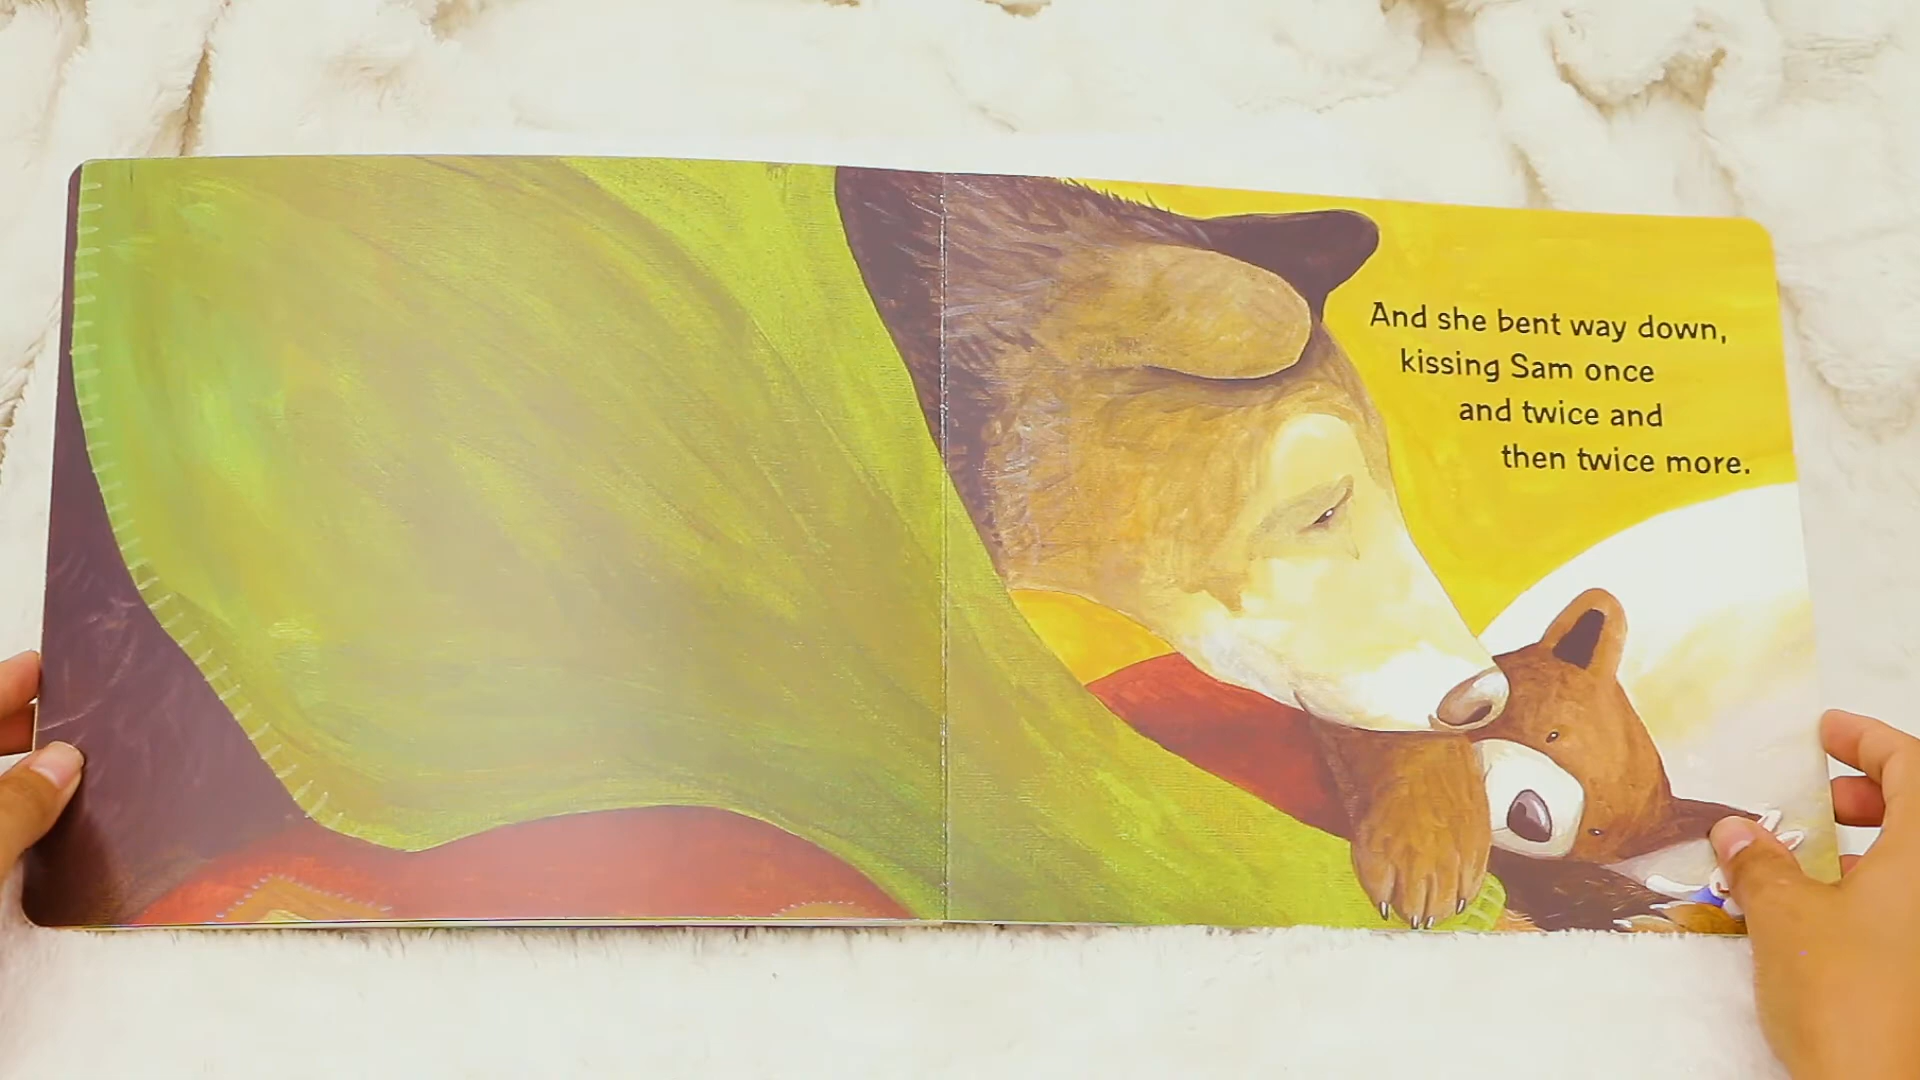 And she bent way down,
kissing Sam once
and twice and
then twice more.